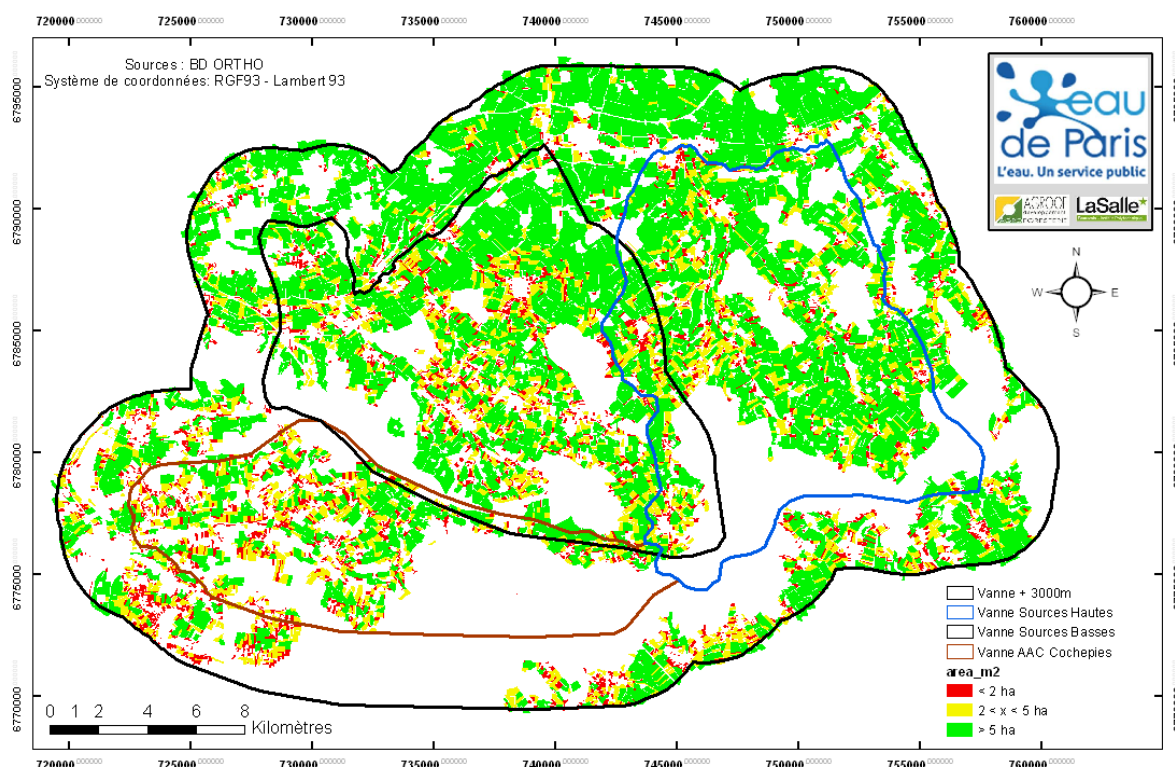 720000 725000 730000 735000 740000 745000 750000 755000 760000
Sources : BD ORTHO
Système de coordonnées: RGF93 - Lambert 93
eau
de Paris
L'eau. Un service public
AGROOF
LaSalle
N
W E
S
6795000
6790000
6785000
6780000
6775000
6770000
Vanne + 3000m
Vanne Sources Hautes
Vanne Sources Basses
Vanne AAC Cochepies
area_m2
< 2 ha
2 < x < 5 ha
> 5 ha
0 1 2 4 6 8
Kilomètres
720000 725000 730000 735000 740000 745000 750000 755000 760000